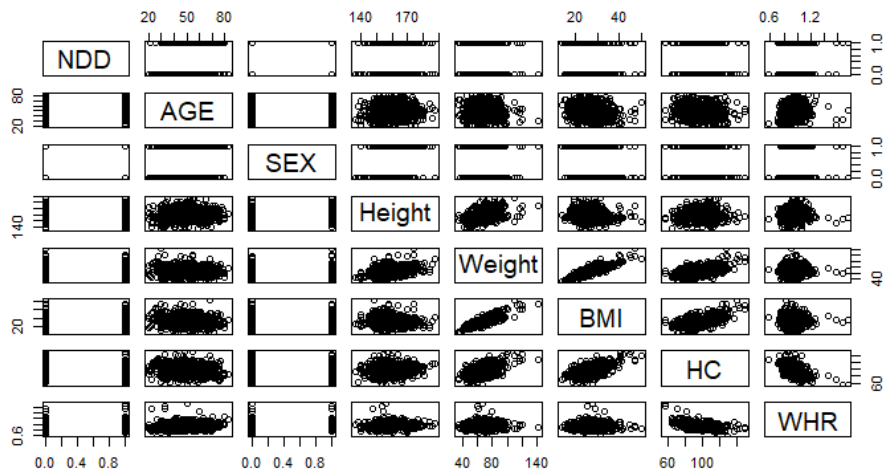 20 50 80 140 170 20 40 0.6 1.2
NDD 0.0 1.0
20 80 AGE
SEX 0.0 1.0
140 Height
Weight 40
20 BMI
HC 60
0.6 WHR
0.0 0.4 0.8 0.0 0.4 0.8 40 80 140 60 100